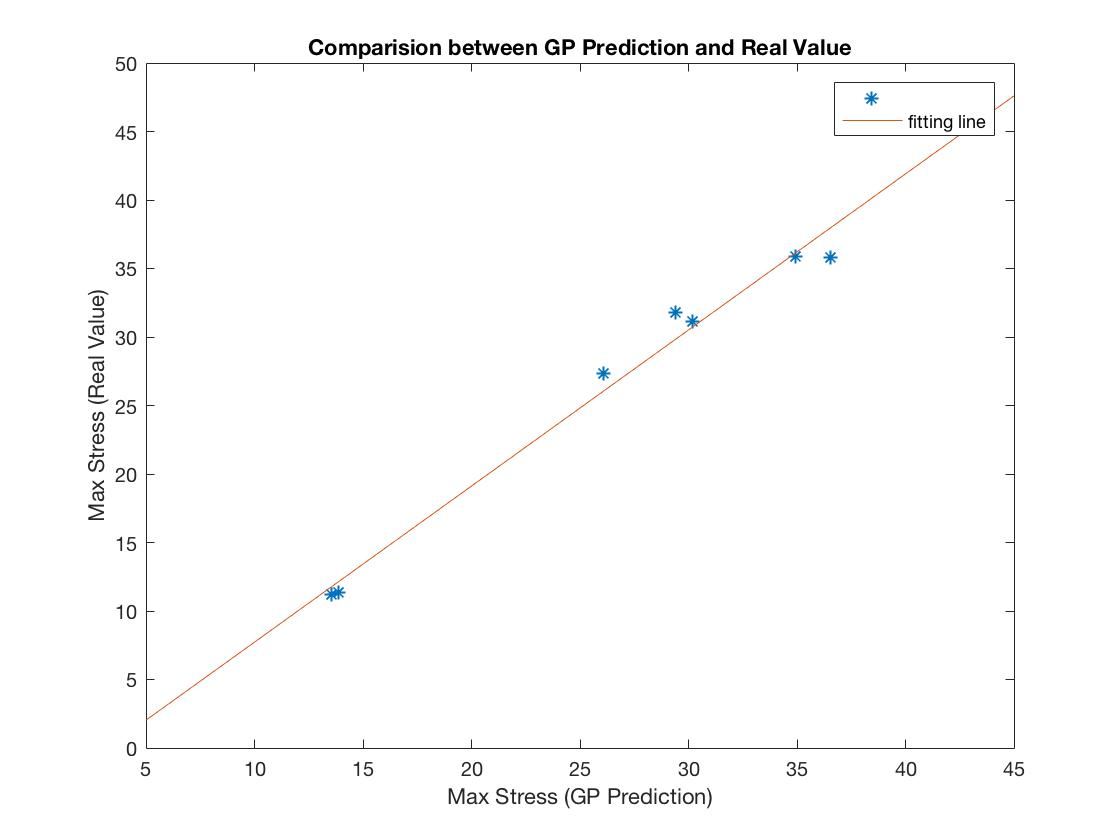 Comparision between GP Prediction and Real Value
50
45
40
35
30
25
20
15
10
5
0
Max Stress (Real Value)
fitting line
5 10 15 20 25 30 35 40 45
Max Stress (GP Prediction)